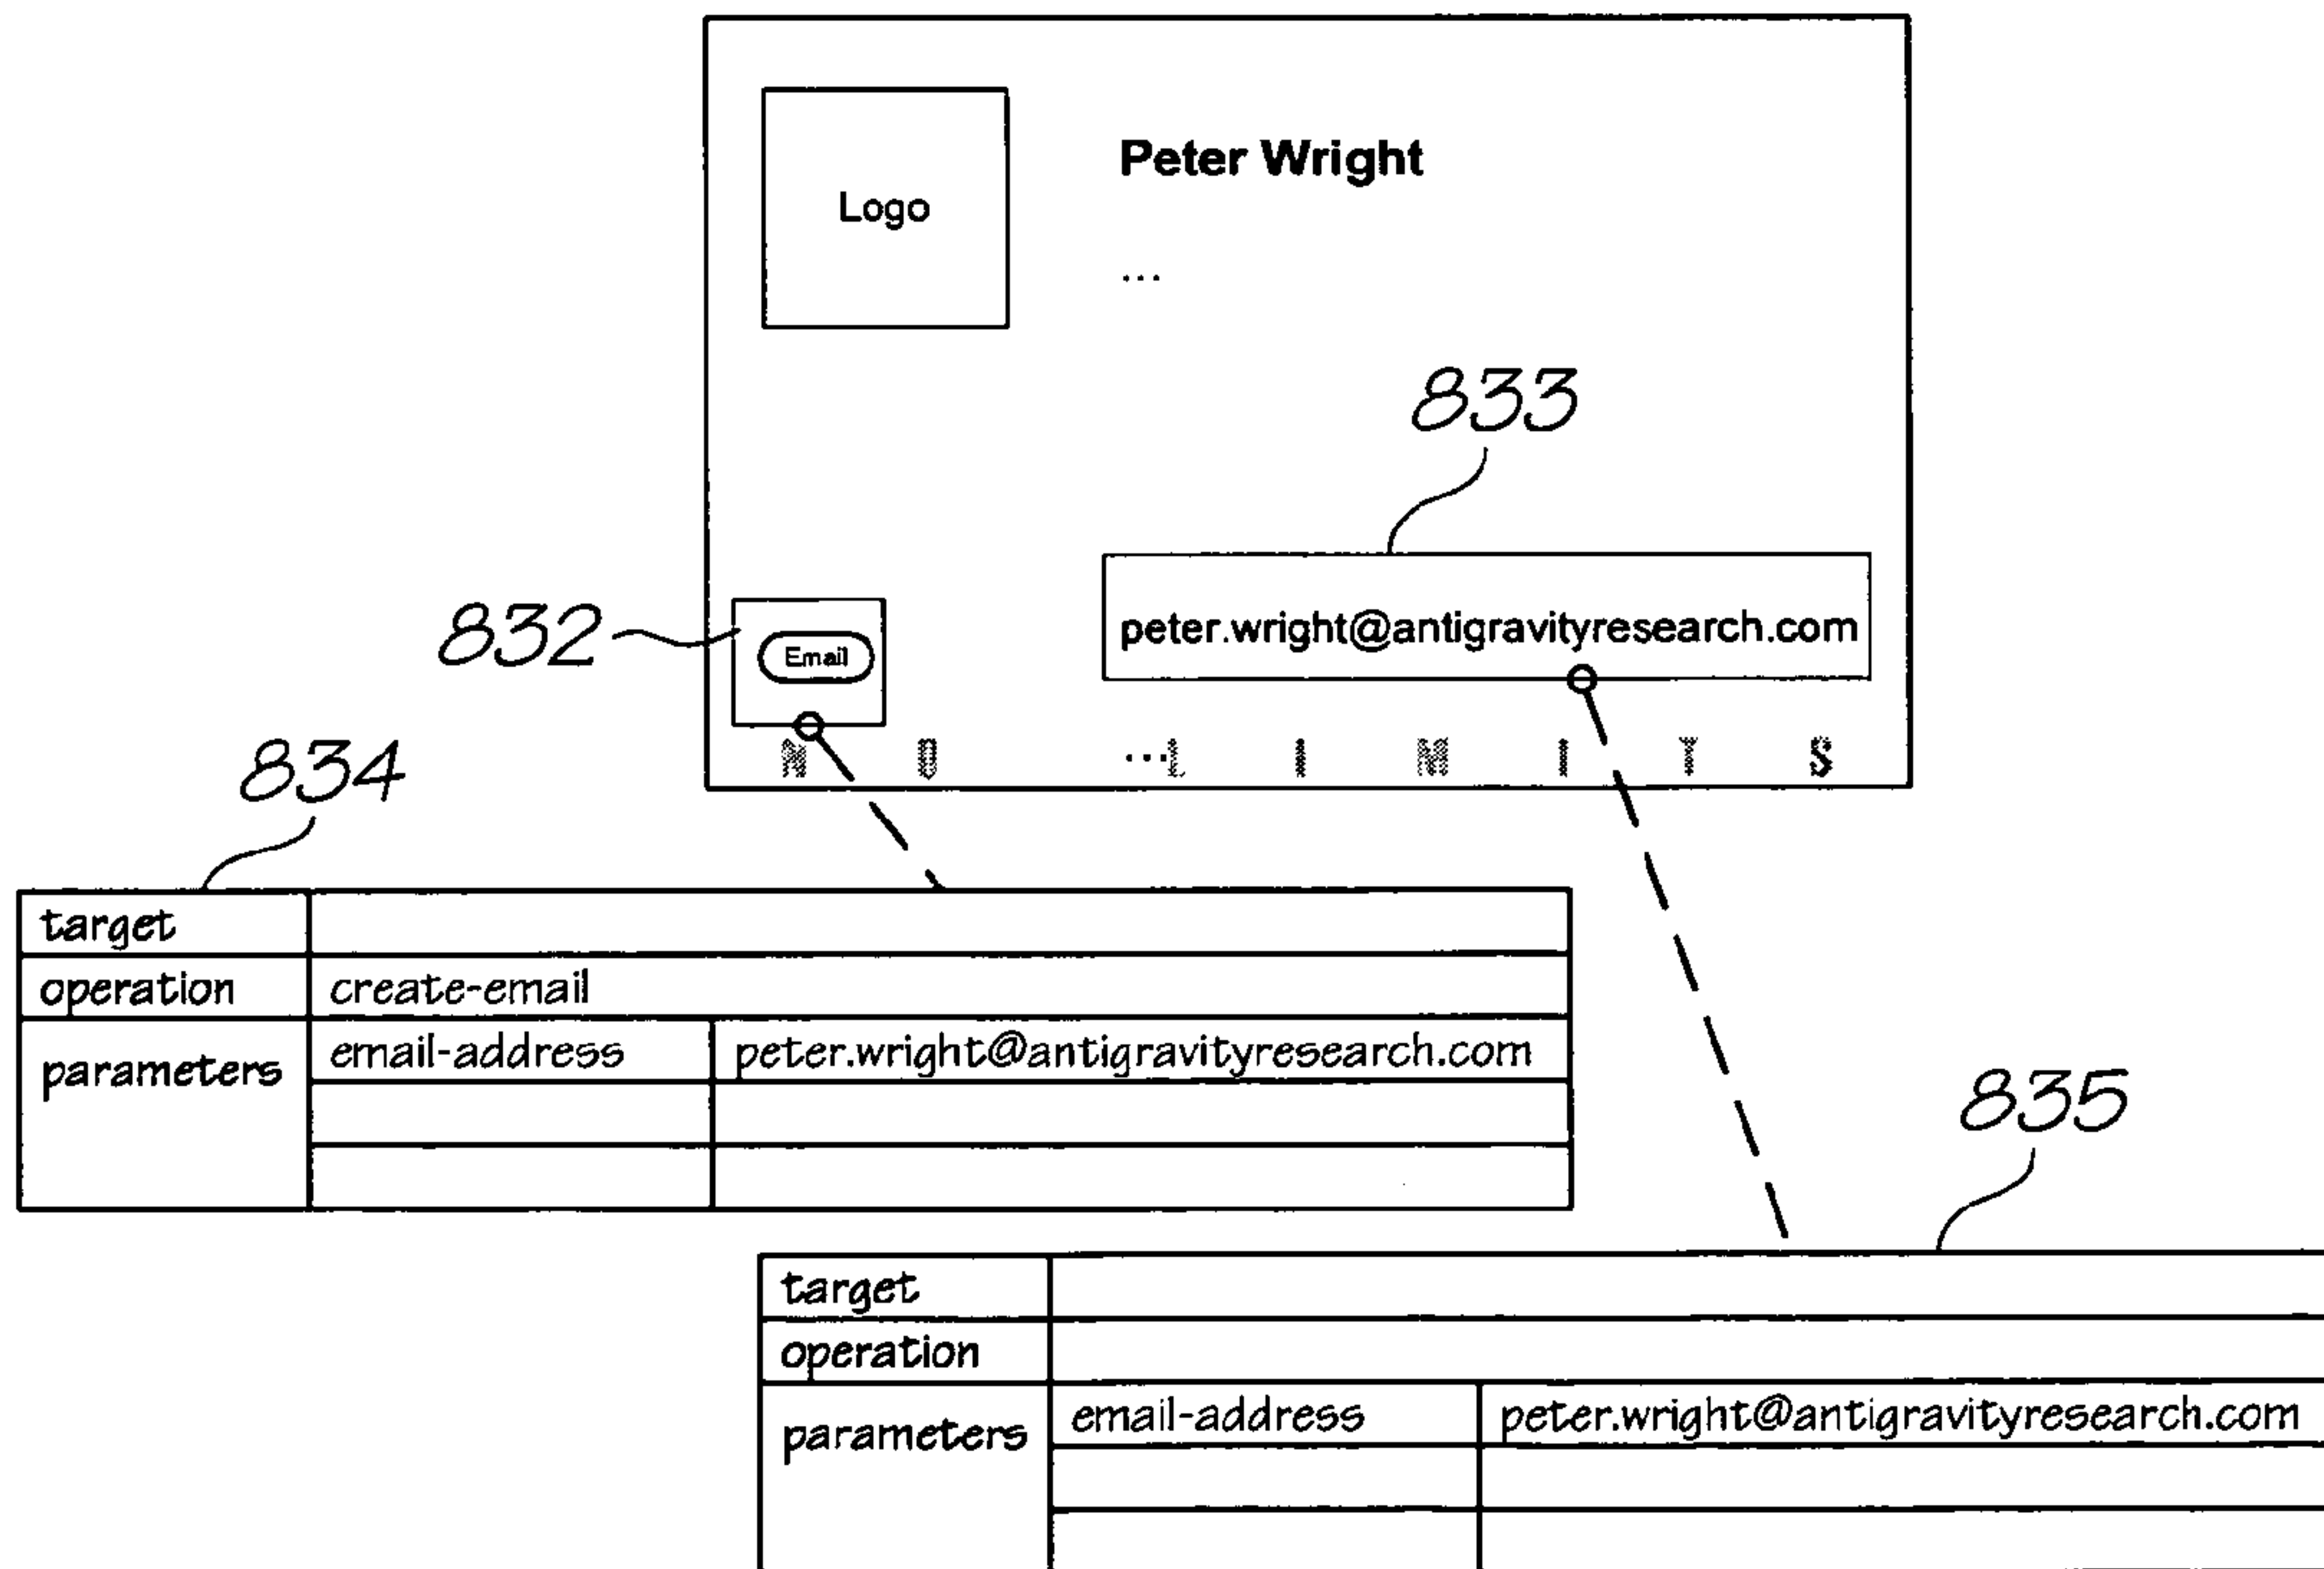 Logo
Peter Wright
...
833
832
Email
peter.wright@antigravityresearch.com
N O ...L I M I T S
834
target
operation create-email
parameters email-address peter.wright@antigravityresearch.com
835
target
operation
parameters email-address peter.wright@antigravityresearch.com